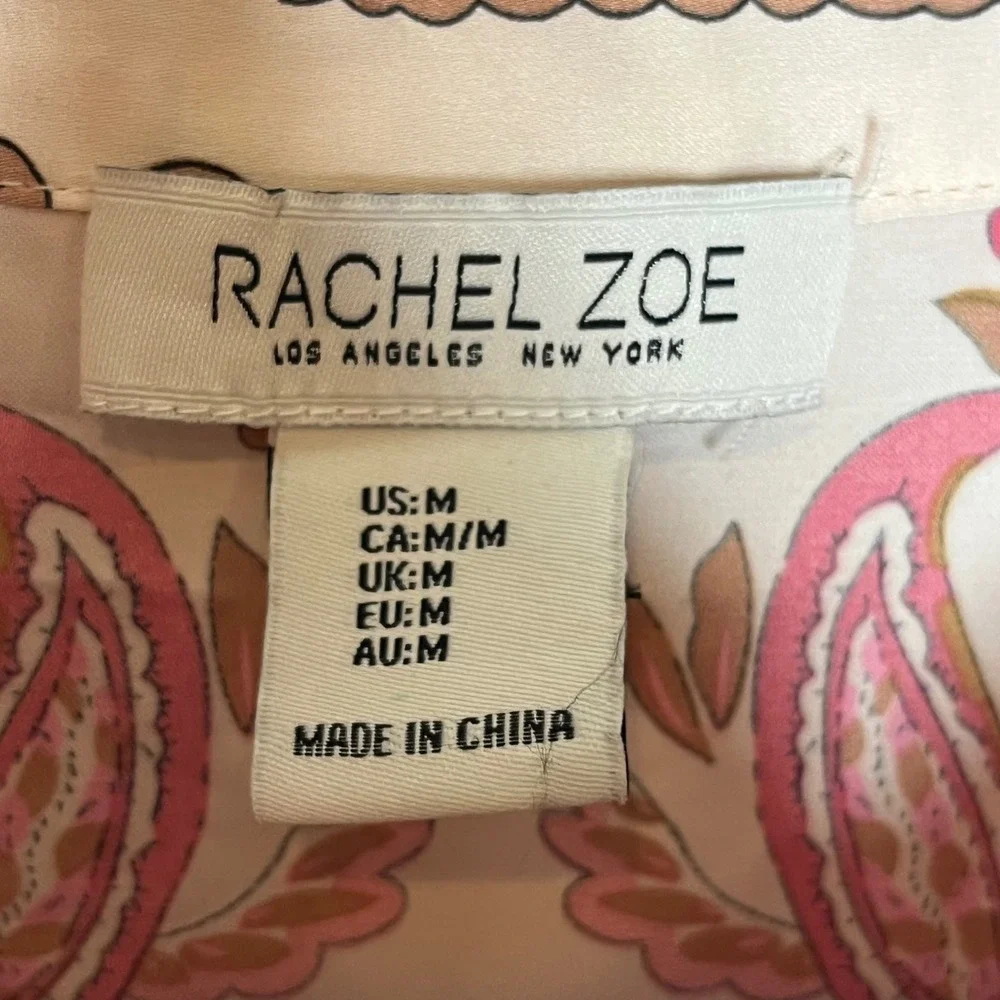 RACHEL ZOE
LOS ANGELES NEW YORK
US:M
CA:M/M
UK:M
EU:M
AU:M
MADE IN CHINA